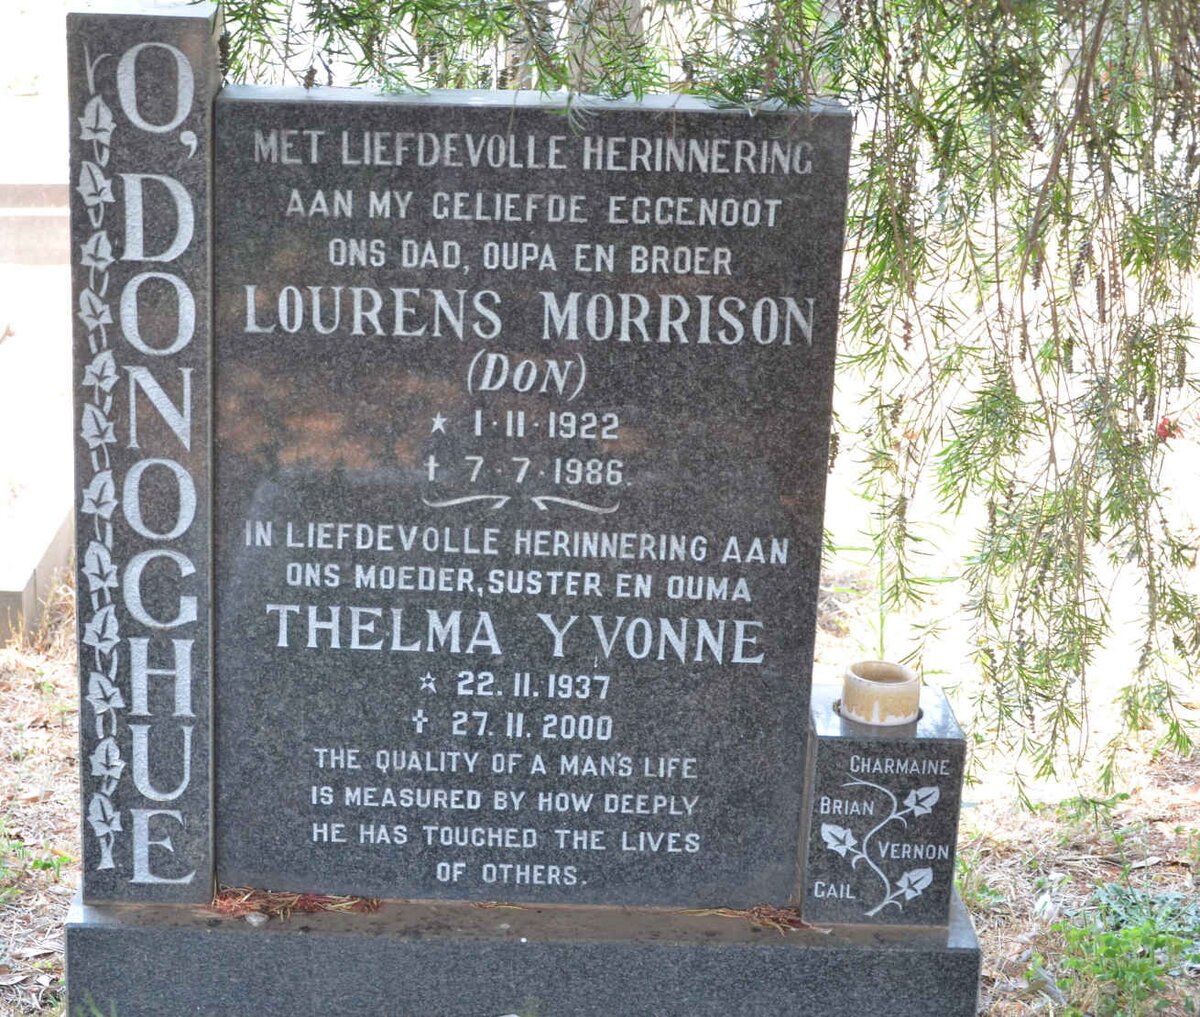 O'DONOGHUE
MET LIEFDEVOLLE HERINNERING
AAN MY GELIEFDE EGGENOOT
ONS DAD, OUPA EN BROER
LOURENS MORRISON
(DON)
★ 1·11·1922
† 7·7·1986.
IN LIEFDEVOLLE HERINNERING AAN
ONS MOEDER, SUSTER EN OUMA
THELMA YVONNE
☆ 22.11.1937
† 27.11.2000
THE QUALITY OF A MAN'S LIFE
IS MEASURED BY HOW DEEPLY
HE HAS TOUCHED THE LIVES
OF OTHERS.
CHARMAINE
BRIAN
VERNON
GAIL